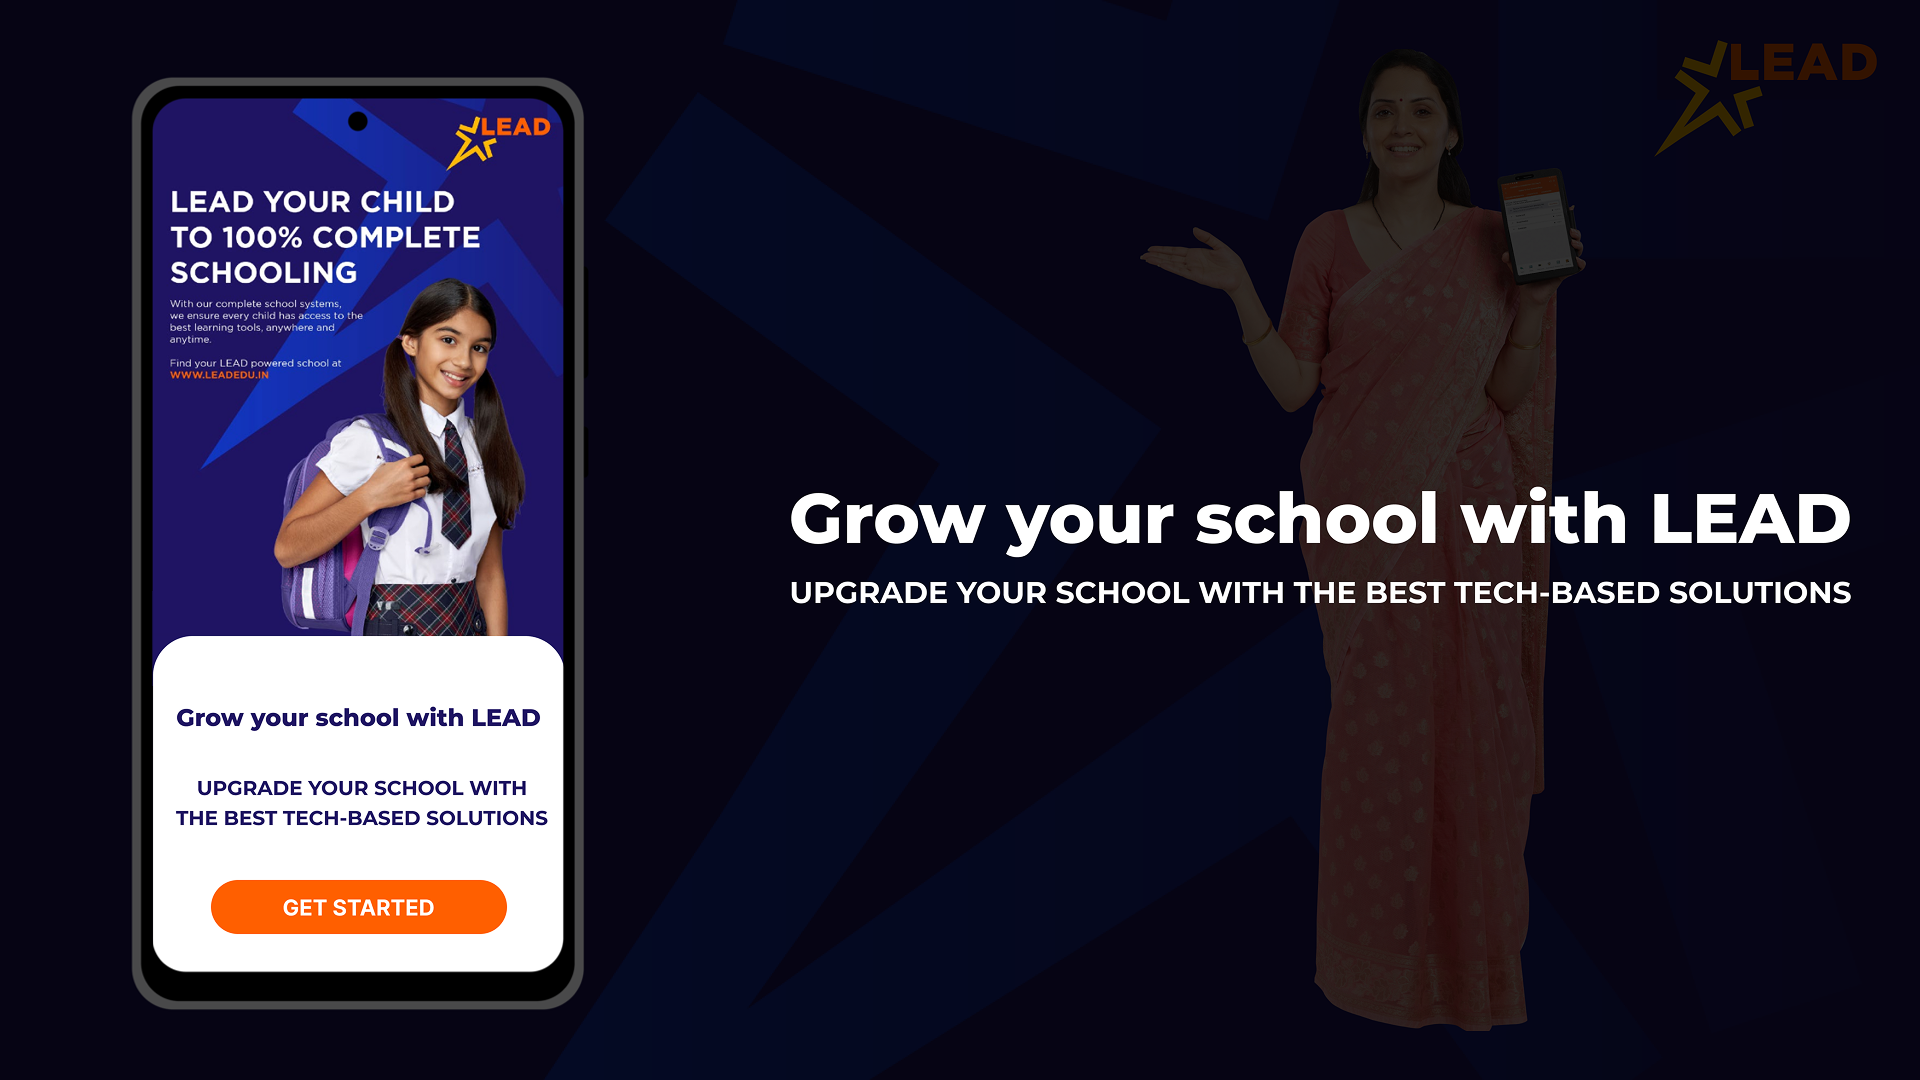 LEAD
LEAD YOUR CHILD
TO 100% COMPLETE
SCHOOLING
With our complete school systems,
we ensure every child has access to the
best learning tools, anywhere and
anytime.
Find your LEAD powered school at
WWW.LEADEDU.IN
Grow your school with LEAD
UPGRADE YOUR SCHOOL WITH
THE BEST TECH-BASED SOLUTIONS
GET STARTED
LEAD
Grow your school with LEAD
UPGRADE YOUR SCHOOL WITH THE BEST TECH-BASED SOLUTIONS